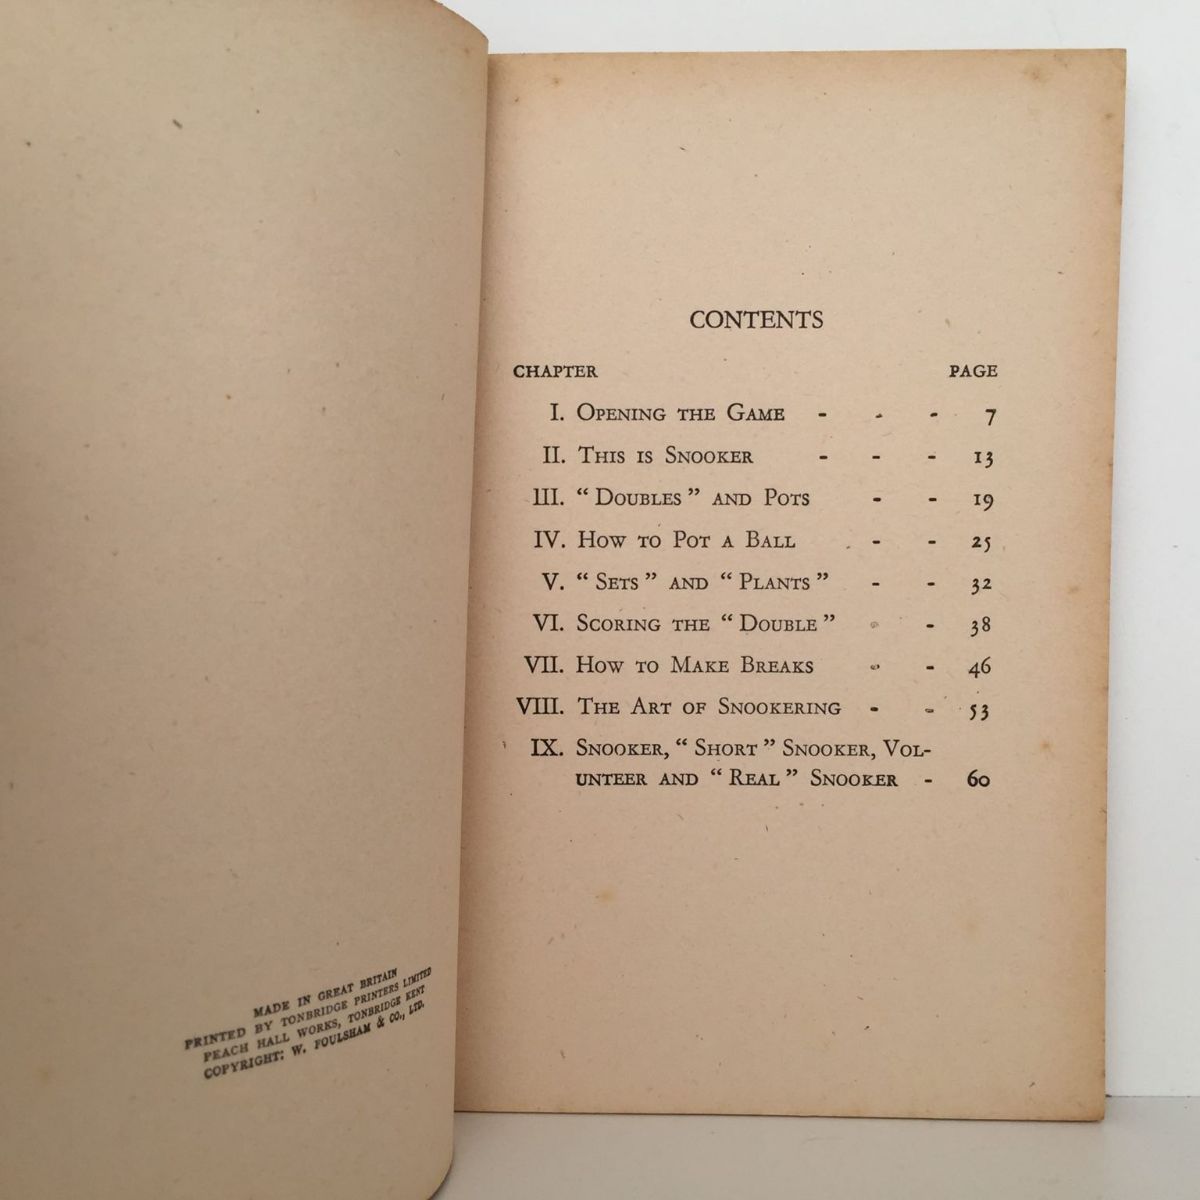 MADE IN GREAT BRITAIN
PRINTED BY TONBRIDGE PRINTERS LIMITED
PEACH HALL WORKS, TONBRIDGE KENT
COPYRIGHT: W. FOULSHAM & CO., LTD.
CONTENTS
CHAPTER PAGE
I. OPENING THE GAME - - - 7
II. THIS IS SNOOKER - - - 13
III. “ DOUBLES ” AND POTS - - 19
IV. HOW TO POT A BALL - - 25
V. “ SETS ” AND “ PLANTS ” - - 32
VI. SCORING THE “ DOUBLE ” - - 38
VII. HOW TO MAKE BREAKS - - 46
VIII. THE ART OF SNOOKERING - - 53
IX. SNOOKER, “ SHORT ” SNOOKER, VOL-
UNTEER AND “ REAL ” SNOOKER - 60